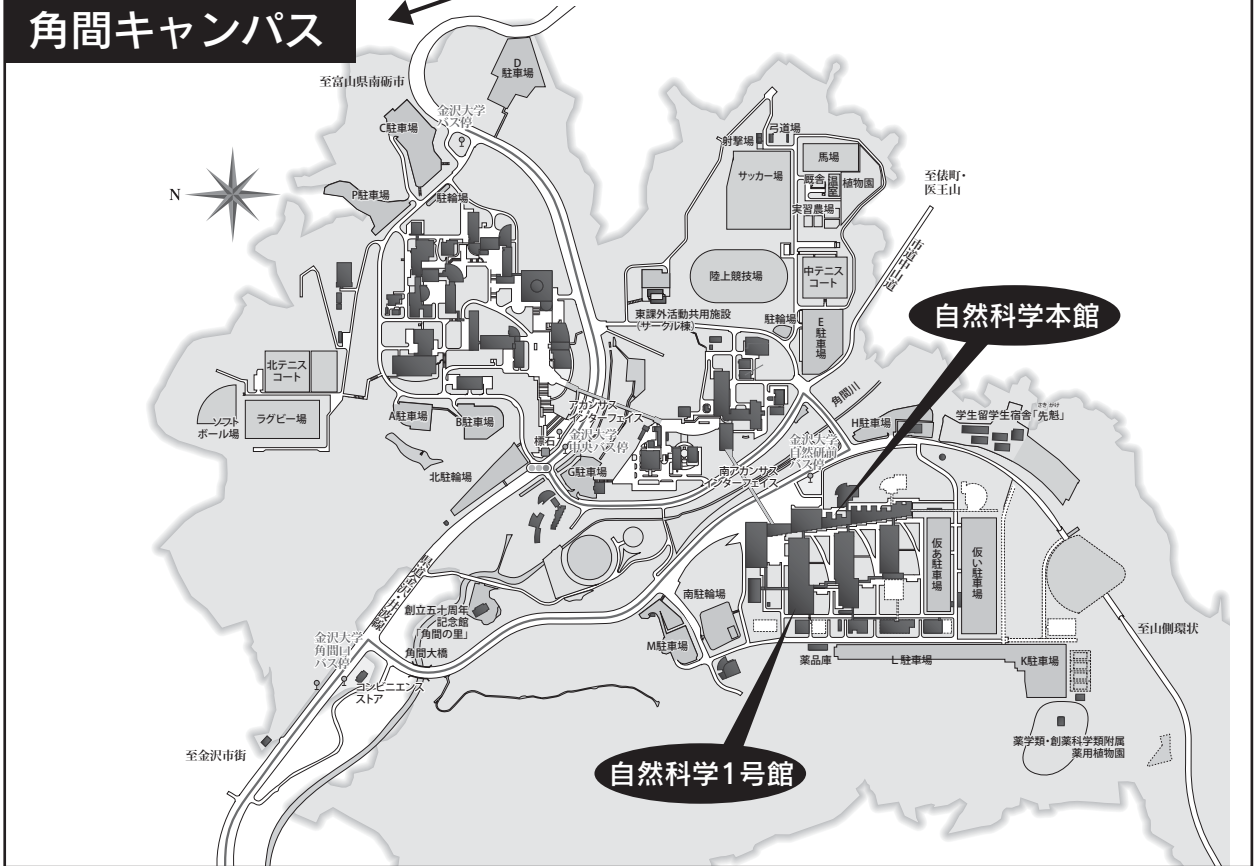 角間キャンパス
至富山県南砺市
D
駐車場
金沢大学
バス停
C駐車場
P駐車場
駐輪場
N
射撃場
弓道場
サッカー場
馬場
厩舎
温室
植物園
実習農場
至俵町・
医王山
市道中山道
陸上競技場
中テニス
コート
東課外活動共用施設
(サークル棟)
駐輪場
E
駐車場
自然科学本館
北テニス
コート
ソフト
ボール場
ラグビー場
A駐車場
B駐車場
アカンサス
インターフェイス
標石
金沢大学
中央バス停
G駐車場
北駐輪場
角間川
金沢大学
自然研前
バス停
南アカンサス
インターフェイス
H駐車場
さきがけ
学生留学生宿舎「先魁」
仮あ駐車場
仮い駐車場
創立五十周年
記念館
「角間の里」
角間大橋
金沢大学
角間口
バス停
コンビニエンス
ストア
南駐輪場
M駐車場
薬品庫
L 駐車場
K駐車場
至山側環状
至金沢市街
薬学類・創薬科学類附属
薬用植物園
自然科学1号館